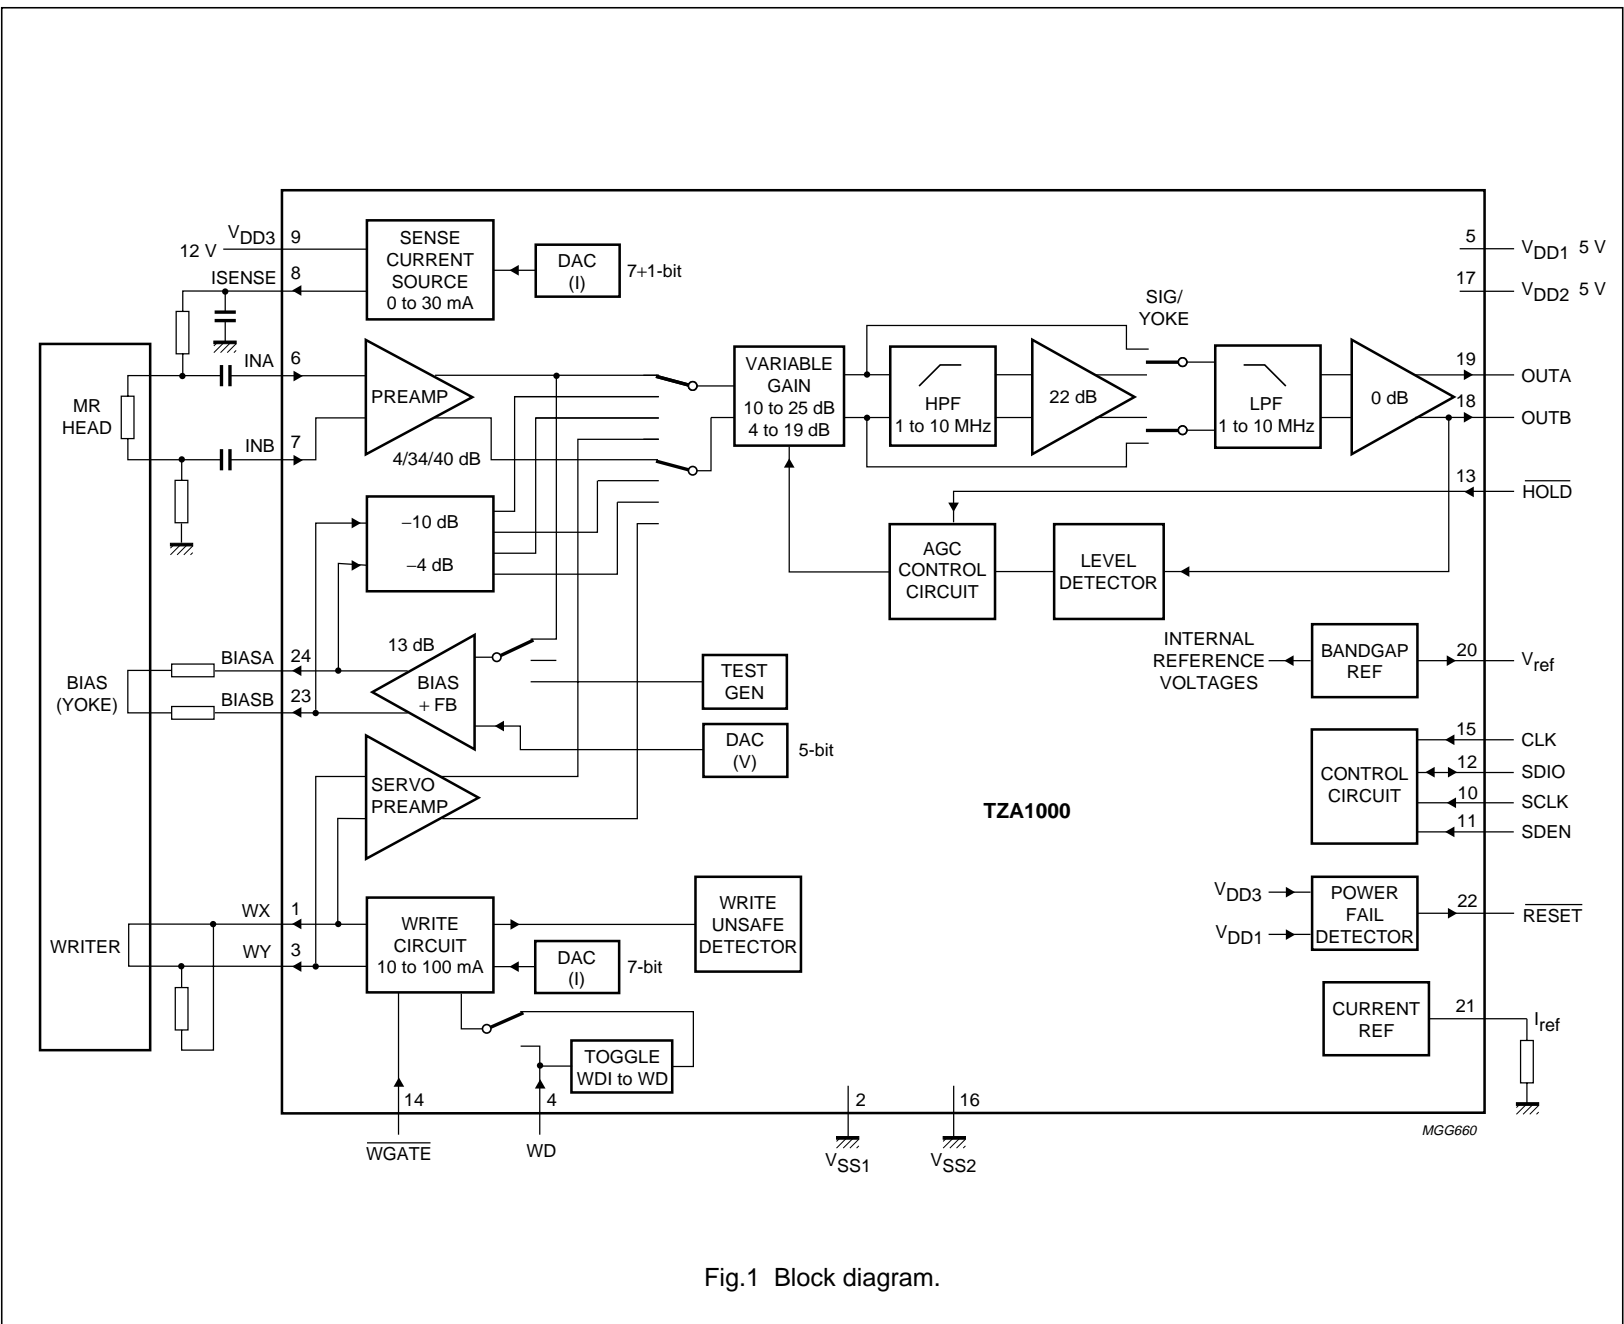 VDD3
12 V
9
ISENSE
8
SENSE
CURRENT
SOURCE
0 to 30 mA
DAC
(I)
7+1-bit
INA
6
INB
7
MR
HEAD
PREAMP
4/34/40 dB
−10 dB
−4 dB
VARIABLE
GAIN
10 to 25 dB
4 to 19 dB
HPF
1 to 10 MHz
22 dB
SIG/
YOKE
LPF
1 to 10 MHz
0 dB
5
VDD1 5 V
17
VDD2 5 V
19
OUTA
18
OUTB
13
HOLD
AGC
CONTROL
CIRCUIT
LEVEL
DETECTOR
BIAS
(YOKE)
BIASA
24
BIASB
23
13 dB
BIAS
+ FB
TEST
GEN
DAC
(V)
5-bit
SERVO
PREAMP
INTERNAL
REFERENCE
VOLTAGES
BANDGAP
REF
20
Vref
CONTROL
CIRCUIT
15
CLK
12
SDIO
10
SCLK
11
SDEN
TZA1000
WRITER
WX
1
WY
3
WRITE
CIRCUIT
10 to 100 mA
WRITE
UNSAFE
DETECTOR
DAC
(I)
7-bit
VDD3
VDD1
POWER
FAIL
DETECTOR
22
RESET
CURRENT
REF
21
Iref
TOGGLE
WDI to WD
14
WGATE
4
WD
2
VSS1
16
VSS2
MGG660
Fig.1 Block diagram.